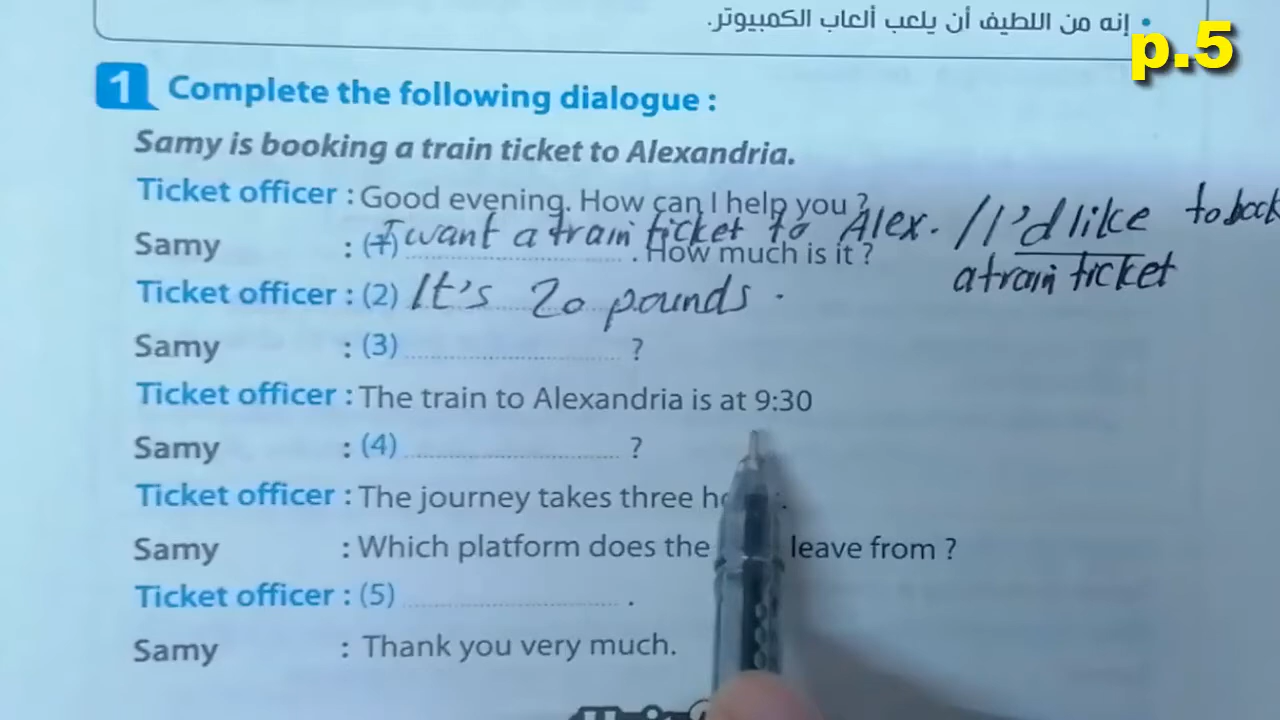 إنه من اللطيف أن يلعب ألعاب الكمبيوتر.
p.5
1 Complete the following dialogue :
Samy is booking a train ticket to Alexandria.
Ticket officer : Good evening. How can I help you ?
I want a train ticket to Alex. / I'd like to book
a train ticket
Samy : (1) . How much is it ?
Ticket officer : (2) It's 20 pounds.
Samy : (3) ?
Ticket officer : The train to Alexandria is at 9:30
Samy : (4) ?
Ticket officer : The journey takes three
Samy : Which platform does the leave from ?
Ticket officer : (5) .
Samy : Thank you very much.